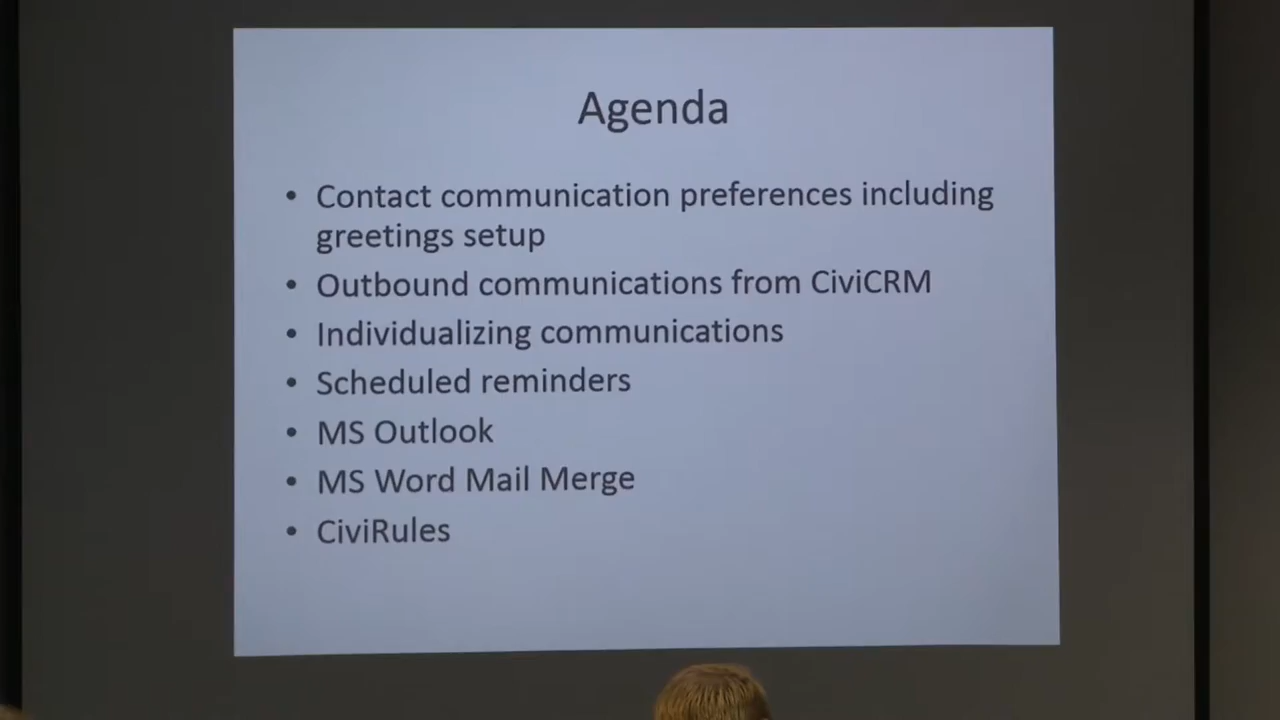 Agenda
• Contact communication preferences including
greetings setup
• Outbound communications from CiviCRM
• Individualizing communications
• Scheduled reminders
• MS Outlook
• MS Word Mail Merge
• CiviRules